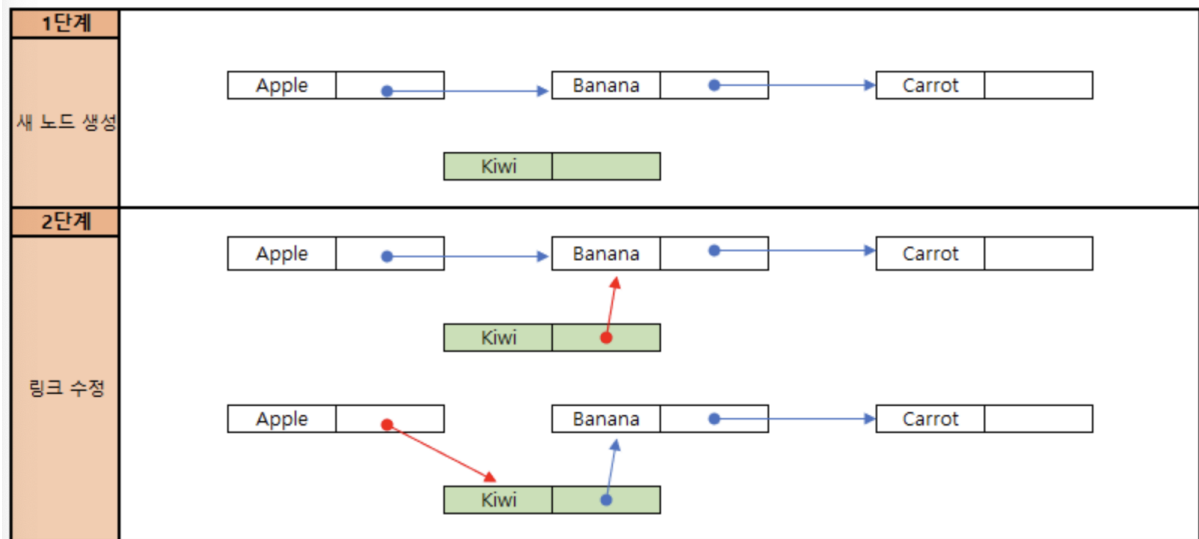 1단계
Apple Banana Carrot
새 노드 생성
Kiwi
2단계
Apple Banana Carrot
Kiwi
링크 수정
Apple Banana Carrot
Kiwi